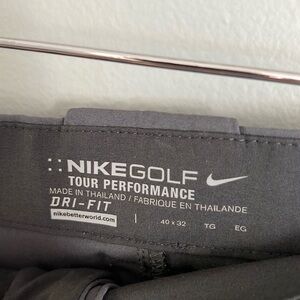 NIKEGOLF
TOUR PERFORMANCE
MADE IN THAILAND / FABRIQUE EN THAILANDE
DRI-FIT
nikebetterworld.com | 40 x 32 TG EG